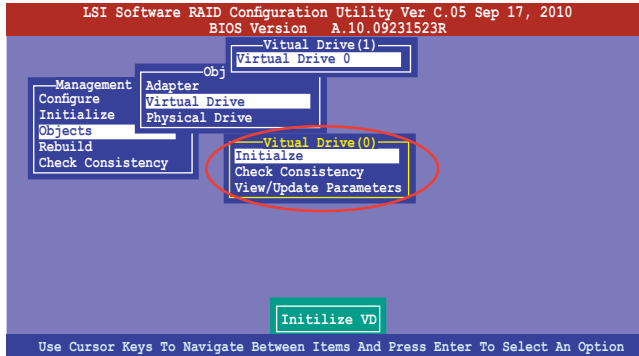 LSI Software RAID Configuration Utility Ver C.05 Sep 17, 2010
BIOS Version A.10.09231523R
Vitual Drive(1)
Virtual Drive 0
Obj
Adapter
Virtual Drive
Physical Drive
Management
Configure
Initialize
Objects
Rebuild
Check Consistency
Vitual Drive(0)
Initialze
Check Consistency
View/Update Parameters
Initilize VD
Use Cursor Keys To Navigate Between Items And Press Enter To Select An Option